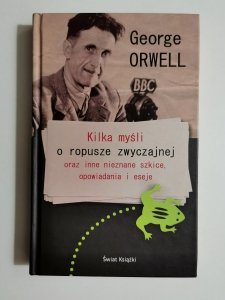 George
ORWELL
BBC
Kilka myśli
o ropusze zwyczajnej
oraz inne nieznane szkice,
opowiadania i eseje
Świat Książki